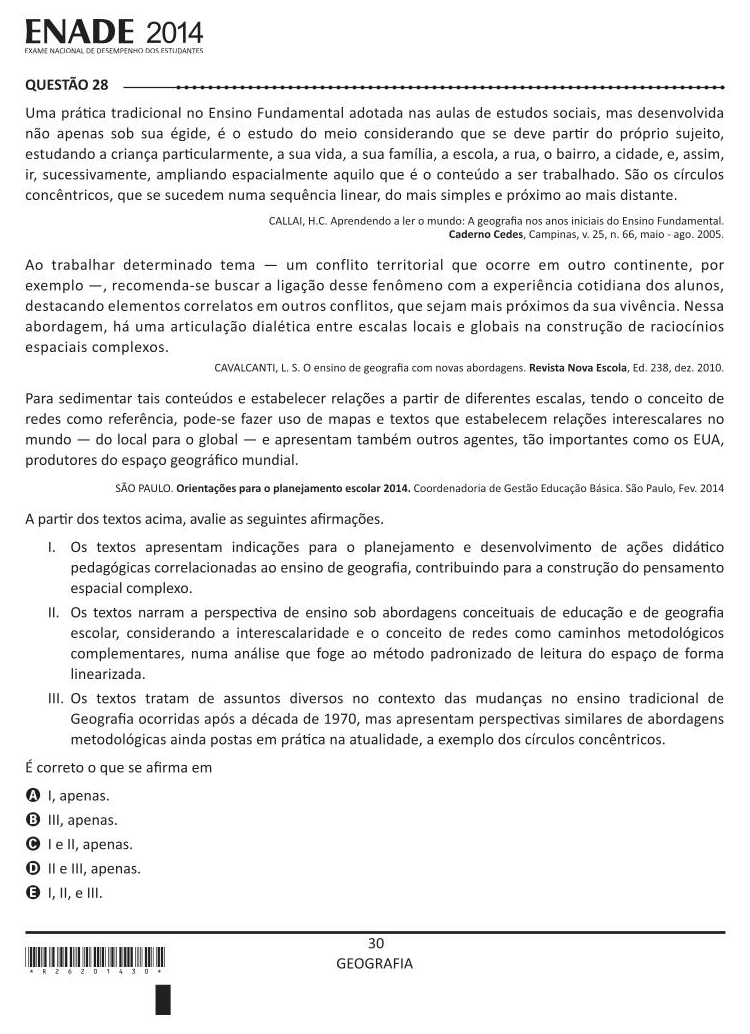 ENADE 2014
EXAME NACIONAL DE DESEMPENHO DOS ESTUDANTES
QUESTÃO 28
Uma prática tradicional no Ensino Fundamental adotada nas aulas de estudos sociais, mas desenvolvida
não apenas sob sua égide, é o estudo do meio considerando que se deve partir do próprio sujeito,
estudando a criança particularmente, a sua vida, a sua família, a escola, a rua, o bairro, a cidade, e, assim,
ir, sucessivamente, ampliando espacialmente aquilo que é o conteúdo a ser trabalhado. São os círculos
concêntricos, que se sucedem numa sequência linear, do mais simples e próximo ao mais distante.
CALLAI, H.C. Aprendendo a ler o mundo: A geografia nos anos iniciais do Ensino Fundamental.
Caderno Cedes, Campinas, v. 25, n. 66, maio - ago. 2005.
Ao trabalhar determinado tema — um conflito territorial que ocorre em outro continente, por
exemplo —, recomenda-se buscar a ligação desse fenômeno com a experiência cotidiana dos alunos,
destacando elementos correlatos em outros conflitos, que sejam mais próximos da sua vivência. Nessa
abordagem, há uma articulação dialética entre escalas locais e globais na construção de raciocínios
espaciais complexos.
CAVALCANTI, L. S. O ensino de geografia com novas abordagens. Revista Nova Escola, Ed. 238, dez. 2010.
Para sedimentar tais conteúdos e estabelecer relações a partir de diferentes escalas, tendo o conceito de
redes como referência, pode-se fazer uso de mapas e textos que estabelecem relações interescalares no
mundo — do local para o global — e apresentam também outros agentes, tão importantes como os EUA,
produtores do espaço geográfico mundial.
SÃO PAULO. Orientações para o planejamento escolar 2014. Coordenadoria de Gestão Educação Básica. São Paulo, Fev. 2014
A partir dos textos acima, avalie as seguintes afirmações.
I. Os textos apresentam indicações para o planejamento e desenvolvimento de ações didático
pedagógicas correlacionadas ao ensino de geografia, contribuindo para a construção do pensamento
espacial complexo.
II. Os textos narram a perspectiva de ensino sob abordagens conceituais de educação e de geografia
escolar, considerando a interescalaridade e o conceito de redes como caminhos metodológicos
complementares, numa análise que foge ao método padronizado de leitura do espaço de forma
linearizada.
III. Os textos tratam de assuntos diversos no contexto das mudanças no ensino tradicional de
Geografia ocorridas após a década de 1970, mas apresentam perspectivas similares de abordagens
metodológicas ainda postas em prática na atualidade, a exemplo dos círculos concêntricos.
É correto o que se afirma em
A I, apenas.
B III, apenas.
C I e II, apenas.
D II e III, apenas.
E I, II, e III.
30
GEOGRAFIA
*R26201430*